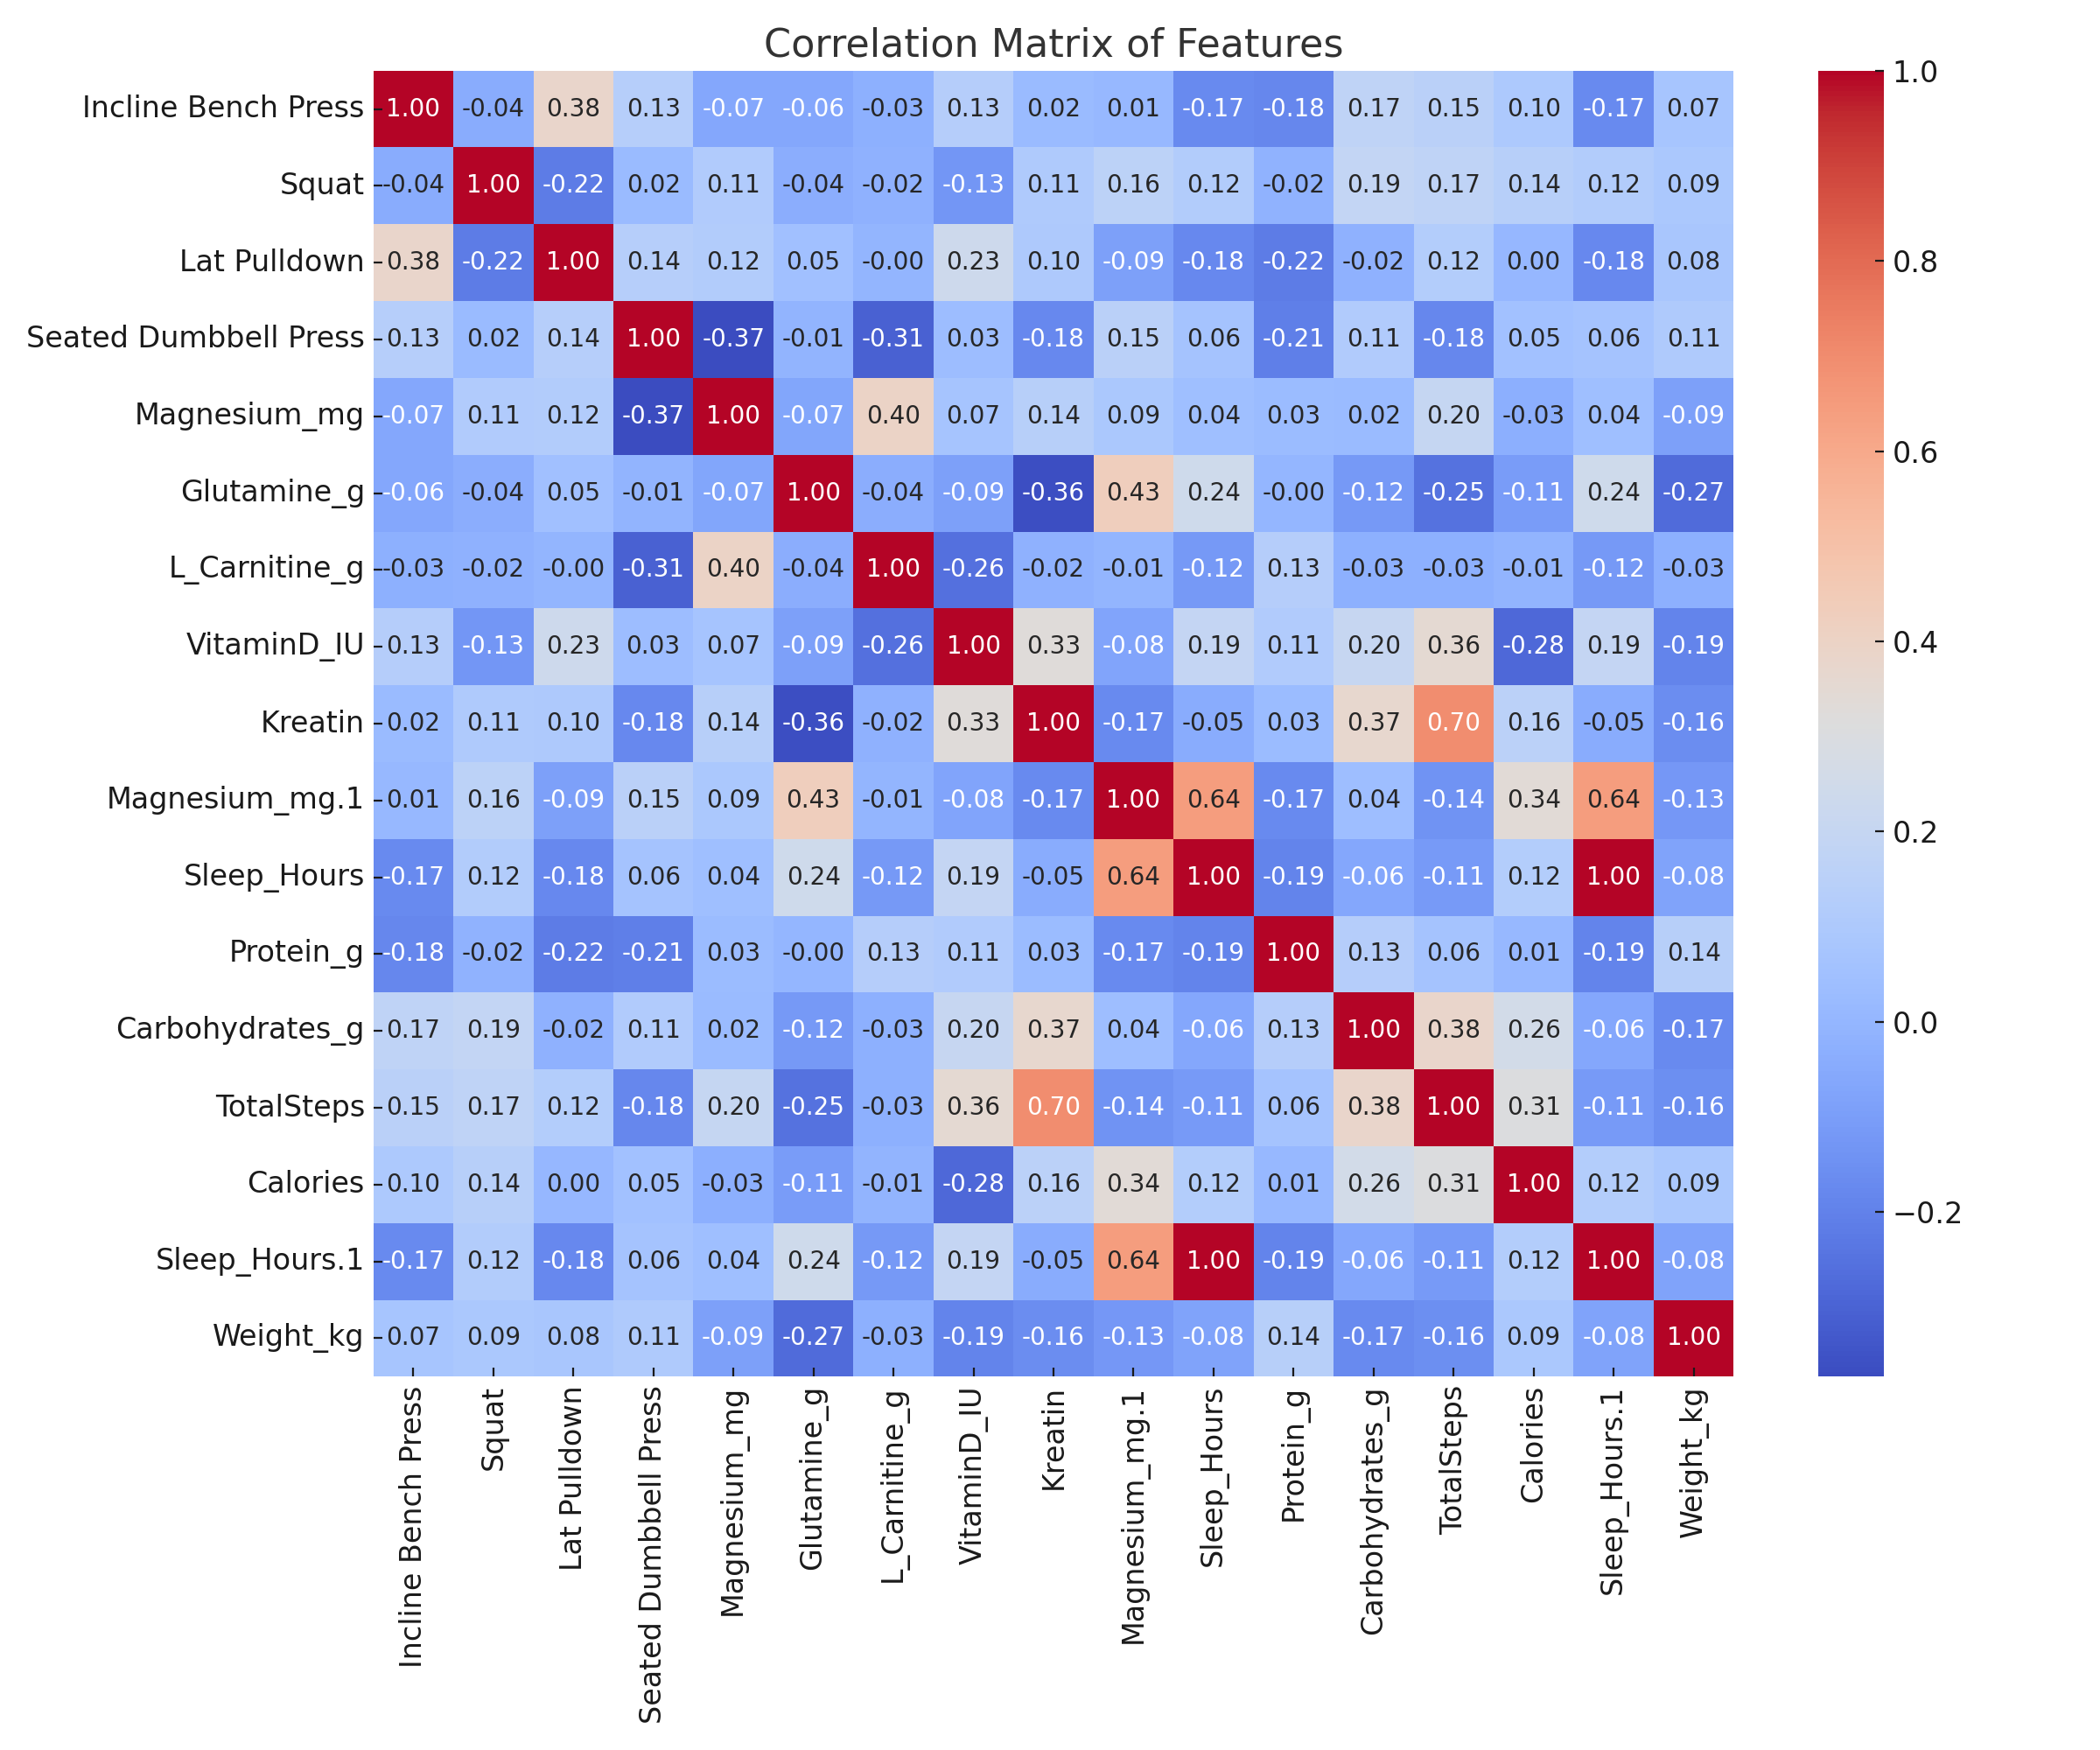 Correlation Matrix of Features
Incline Bench Press 1.00 -0.04 0.38 0.13 -0.07 -0.06 -0.03 0.13 0.02 0.01 -0.17 -0.18 0.17 0.15 0.10 -0.17 0.07
Squat -0.04 1.00 -0.22 0.02 0.11 -0.04 -0.02 -0.13 0.11 0.16 0.12 -0.02 0.19 0.17 0.14 0.12 0.09
Lat Pulldown 0.38 -0.22 1.00 0.14 0.12 0.05 -0.00 0.23 0.10 -0.09 -0.18 -0.22 -0.02 0.12 0.00 -0.18 0.08
Seated Dumbbell Press 0.13 0.02 0.14 1.00 -0.37 -0.01 -0.31 0.03 -0.18 0.15 0.06 -0.21 0.11 -0.18 0.05 0.06 0.11
Magnesium_mg -0.07 0.11 0.12 -0.37 1.00 -0.07 0.40 0.07 0.14 0.09 0.04 0.03 0.02 0.20 -0.03 0.04 -0.09
Glutamine_g -0.06 -0.04 0.05 -0.01 -0.07 1.00 -0.04 -0.09 -0.36 0.43 0.24 -0.00 -0.12 -0.25 -0.11 0.24 -0.27
L_Carnitine_g -0.03 -0.02 -0.00 -0.31 0.40 -0.04 1.00 -0.26 -0.02 -0.01 -0.12 0.13 -0.03 -0.03 -0.01 -0.12 -0.03
VitaminD_IU 0.13 -0.13 0.23 0.03 0.07 -0.09 -0.26 1.00 0.33 -0.08 0.19 0.11 0.20 0.36 -0.28 0.19 -0.19
Kreatin 0.02 0.11 0.10 -0.18 0.14 -0.36 -0.02 0.33 1.00 -0.17 -0.05 0.03 0.37 0.70 0.16 -0.05 -0.16
Magnesium_mg.1 0.01 0.16 -0.09 0.15 0.09 0.43 -0.01 -0.08 -0.17 1.00 0.64 -0.17 0.04 -0.14 0.34 0.64 -0.13
Sleep_Hours -0.17 0.12 -0.18 0.06 0.04 0.24 -0.12 0.19 -0.05 0.64 1.00 -0.19 -0.06 -0.11 0.12 1.00 -0.08
Protein_g -0.18 -0.02 -0.22 -0.21 0.03 -0.00 0.13 0.11 0.03 -0.17 -0.19 1.00 0.13 0.06 0.01 -0.19 0.14
Carbohydrates_g 0.17 0.19 -0.02 0.11 0.02 -0.12 -0.03 0.20 0.37 0.04 -0.06 0.13 1.00 0.38 0.26 -0.06 -0.17
TotalSteps 0.15 0.17 0.12 -0.18 0.20 -0.25 -0.03 0.36 0.70 -0.14 -0.11 0.06 0.38 1.00 0.31 -0.11 -0.16
Calories 0.10 0.14 0.00 0.05 -0.03 -0.11 -0.01 -0.28 0.16 0.34 0.12 0.01 0.26 0.31 1.00 0.12 0.09
Sleep_Hours.1 -0.17 0.12 -0.18 0.06 0.04 0.24 -0.12 0.19 -0.05 0.64 1.00 -0.19 -0.06 -0.11 0.12 1.00 -0.08
Weight_kg 0.07 0.09 0.08 0.11 -0.09 -0.27 -0.03 -0.19 -0.16 -0.13 -0.08 0.14 -0.17 -0.16 0.09 -0.08 1.00
Incline Bench Press
Squat
Lat Pulldown
Seated Dumbbell Press
Magnesium_mg
Glutamine_g
L_Carnitine_g
VitaminD_IU
Kreatin
Magnesium_mg.1
Sleep_Hours
Protein_g
Carbohydrates_g
TotalSteps
Calories
Sleep_Hours.1
Weight_kg
1.0
0.8
0.6
0.4
0.2
0.0
−0.2